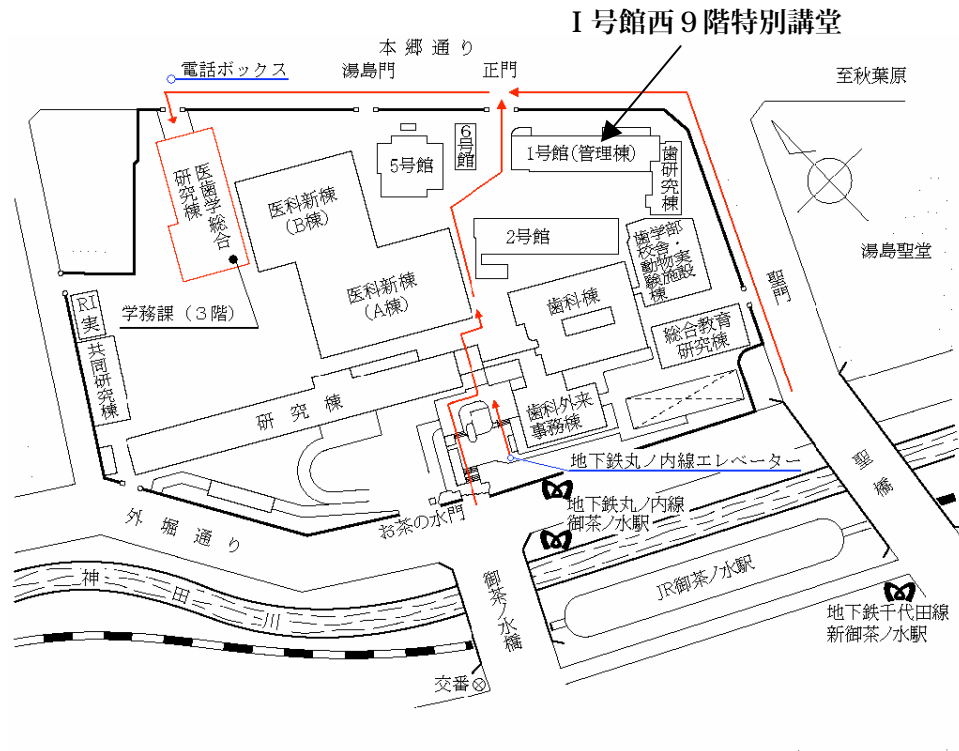 Ⅰ号館西９階特別講堂
本郷通り
電話ボックス
湯島門
正門
至秋葉原
6号館
5号館
1号館(管理棟)
歯研究棟
医歯学総合
研究棟
医科新棟
(B棟)
2号館
歯学部
校舎・
動物実
験施設
棟
湯島聖堂
聖門
医科新棟
(A棟)
歯科棟
RI
実
学務課(3階)
総合教育
研究棟
共同研究棟
研究棟
歯科外来
事務棟
地下鉄丸ノ内線エレベーター
聖橋
地下鉄丸ノ内線
御茶ノ水駅
お茶の水門
外堀通り
神田川
御茶ノ水橋
JR御茶ノ水駅
地下鉄千代田線
新御茶ノ水駅
交番